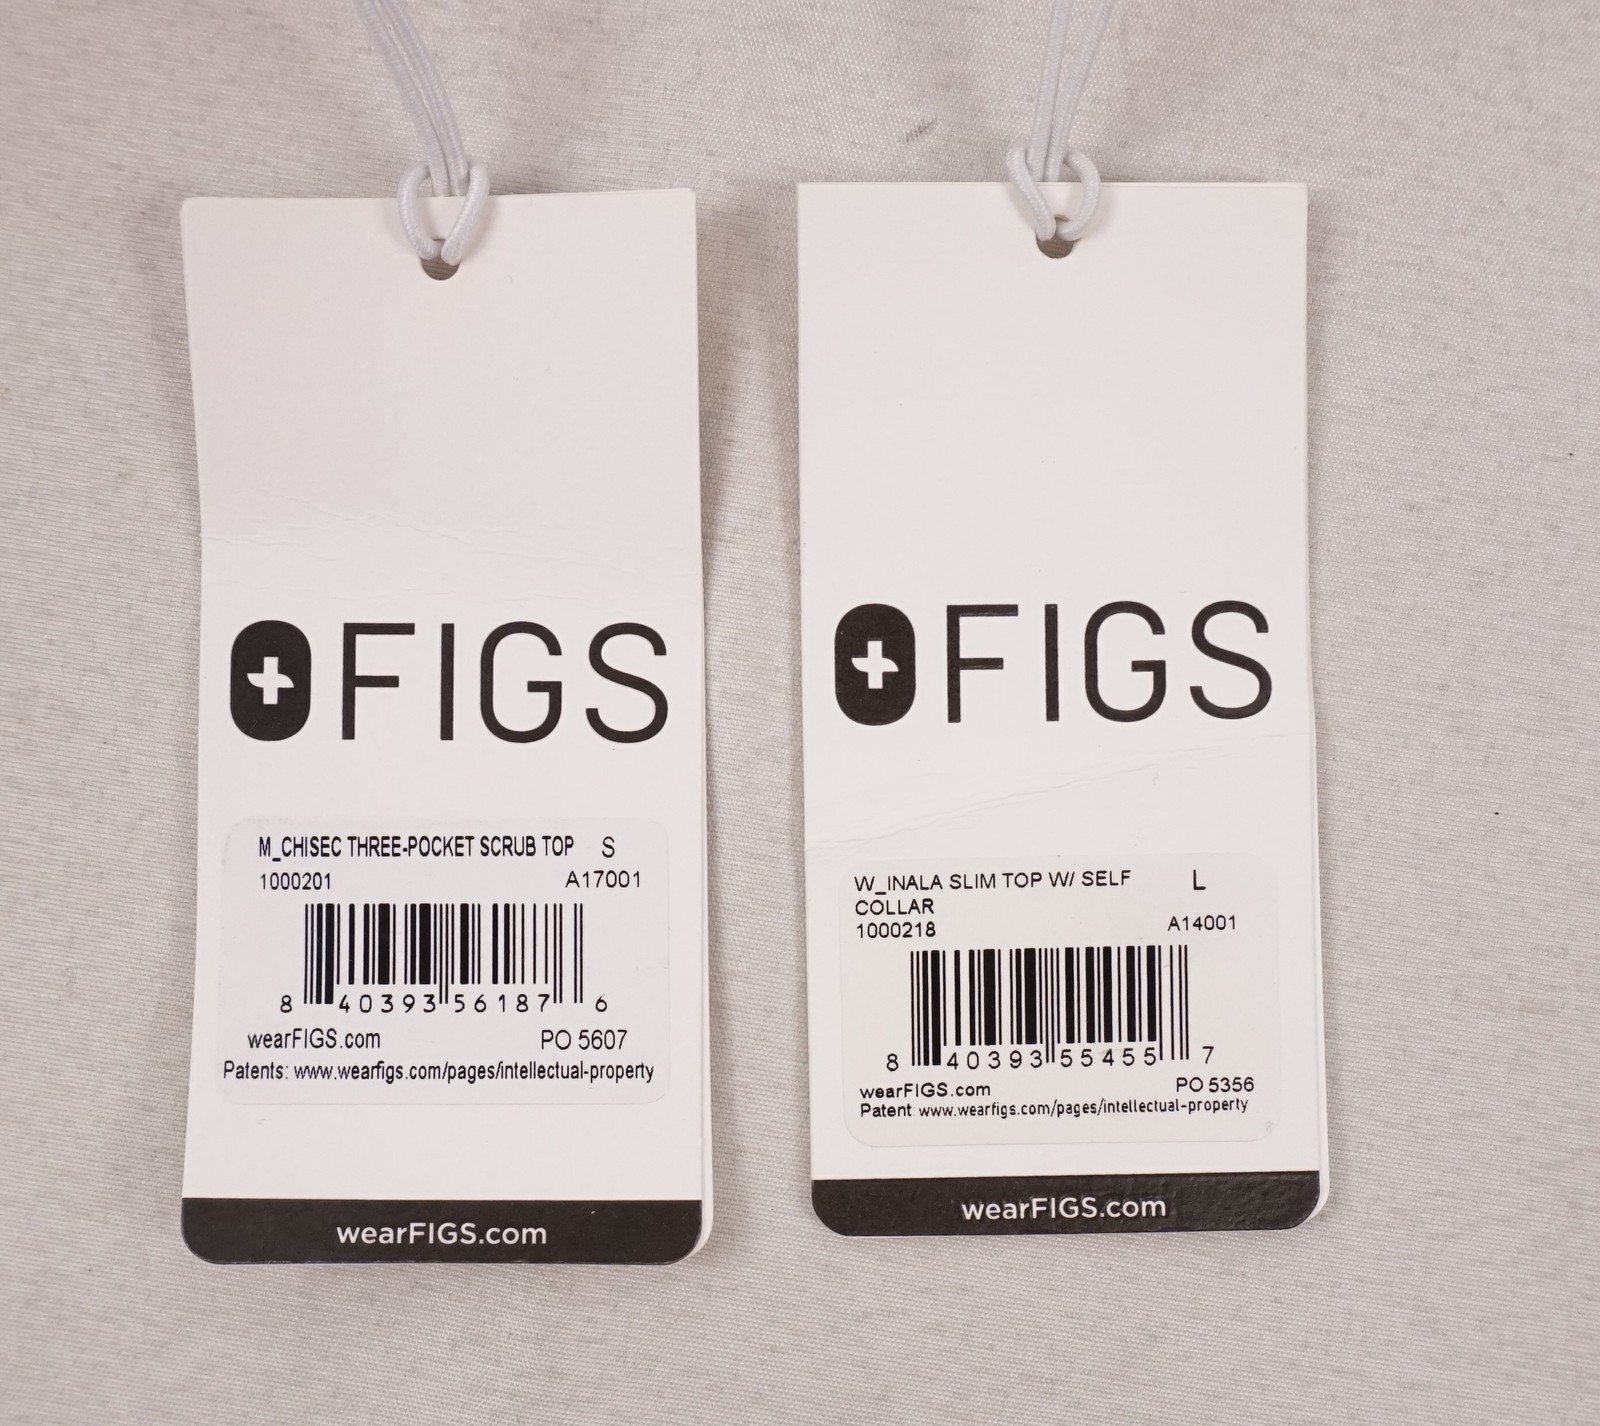 FIGS
M_CHISEC THREE-POCKET SCRUB TOP S
1000201 A17001
8 40393 56187 6
wearFIGS.com PO 5607
Patents: www.wearfigs.com/pages/intellectual-property
wearFIGS.com
FIGS
W_INALA SLIM TOP W/ SELF L
COLLAR
1000218 A14001
8 40393 55455 7
wearFIGS.com PO 5356
Patent www.wearfigs.com/pages/intellectual-property
wearFIGS.com